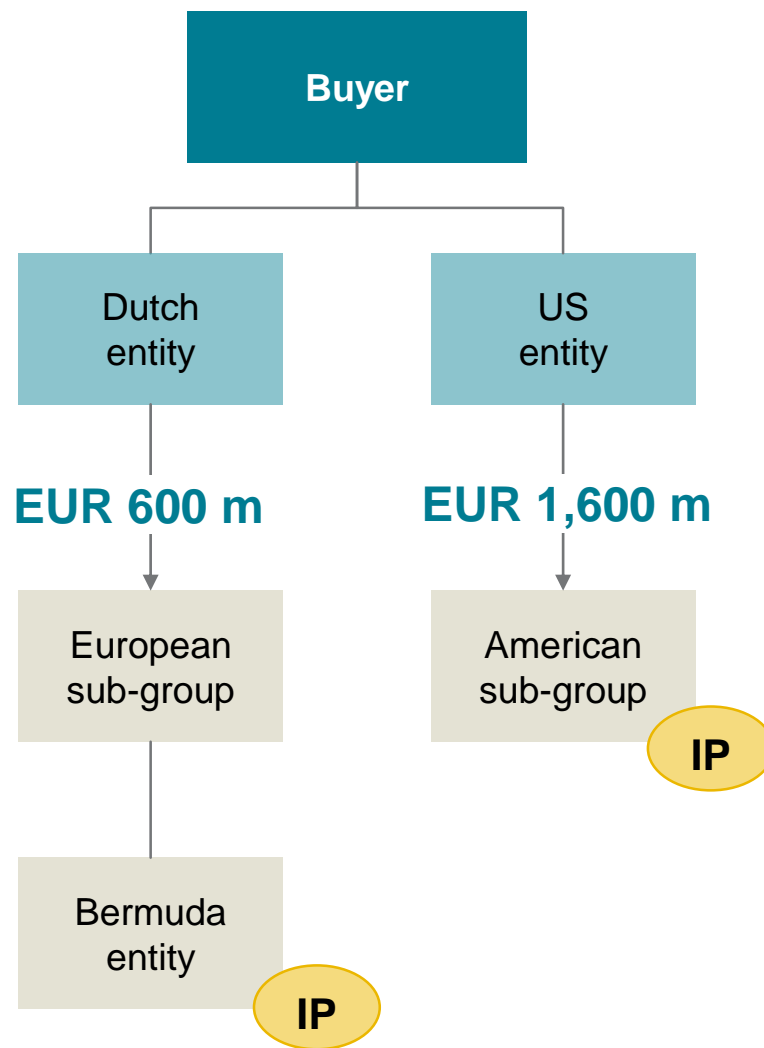 Buyer
Dutch
entity
US
entity
EUR 600 m
EUR 1,600 m
European
sub-group
American
sub-group
IP
Bermuda
entity
IP